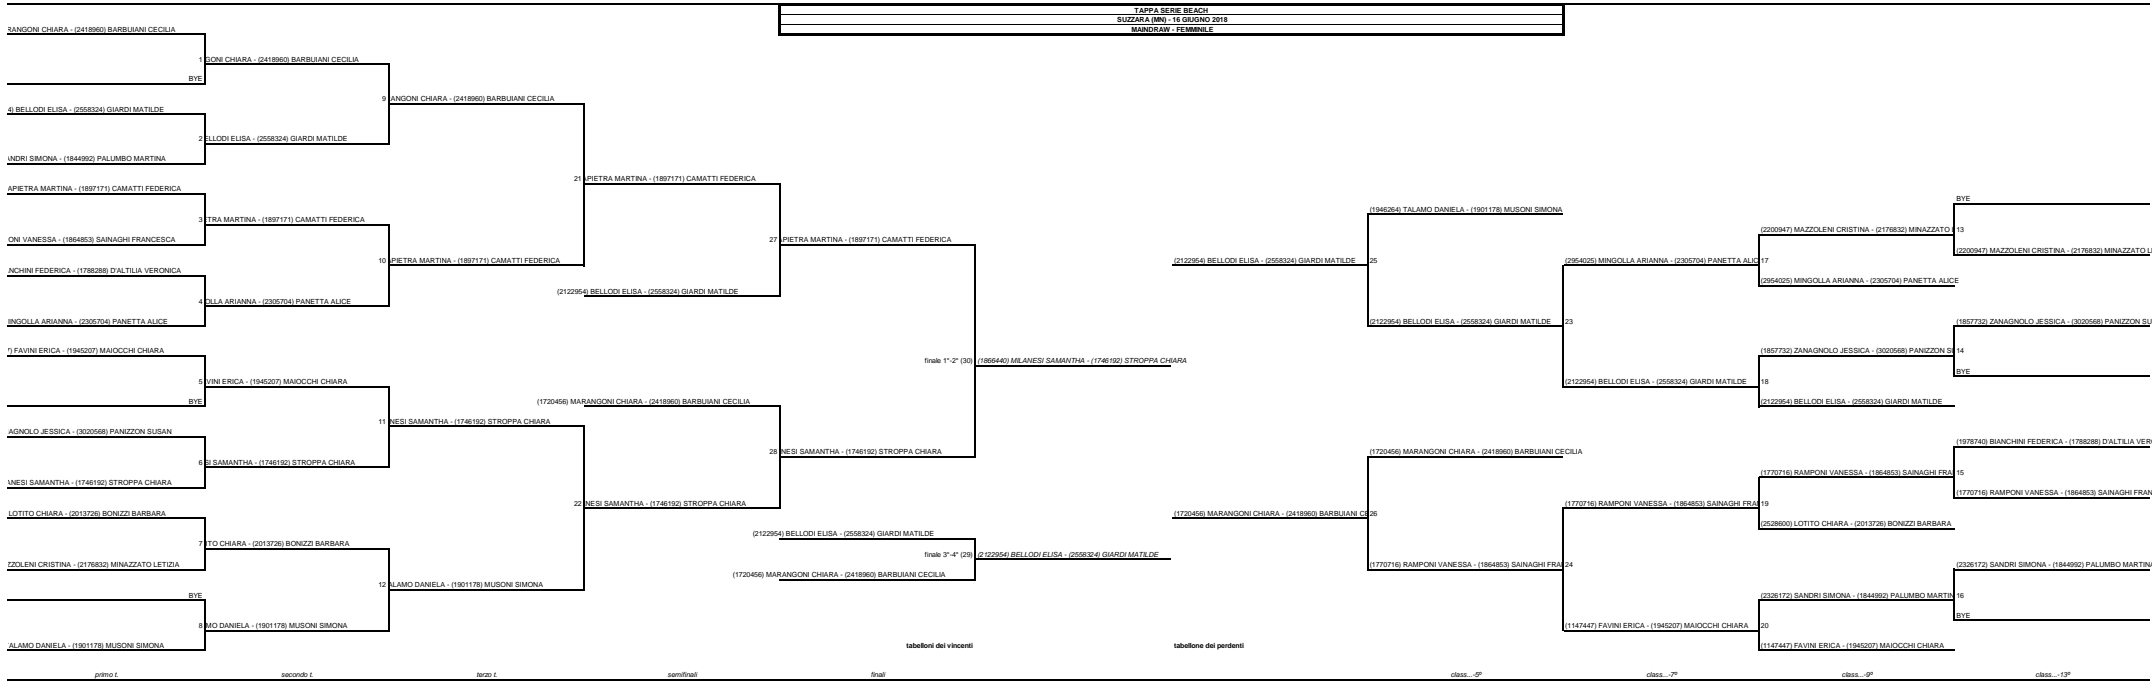 TAPPA SERIE BEACH
SUZZARA (MN) - 16 GIUGNO 2018
MAINDRAW - FEMMINILE
RANGONI CHIARA - (2418960) BARBUIANI CECILIA
1 GONI CHIARA - (2418960) BARBUIANI CECILIA
BYE
9 ANGONI CHIARA - (2418960) BARBUIANI CECILIA
4) BELLODI ELISA - (2558324) GIARDI MATILDE
2 ELLODI ELISA - (2558324) GIARDI MATILDE
ANDRI SIMONA - (1844992) PALUMBO MARTINA
21 APIETRA MARTINA - (1897171) CAMATTI FEDERICA
APIETRA MARTINA - (1897171) CAMATTI FEDERICA
3 ETRA MARTINA - (1897171) CAMATTI FEDERICA
ONI VANESSA - (1864853) SAINAGHI FRANCESCA
27 APIETRA MARTINA - (1897171) CAMATTI FEDERICA
10 APIETRA MARTINA - (1897171) CAMATTI FEDERICA
NCHINI FEDERICA - (1788288) D'ALTILIA VERONICA
(2122954) BELLODI ELISA - (2558324) GIARDI MATILDE
4 OLLA ARIANNA - (2305704) PANETTA ALICE
INGOLLA ARIANNA - (2305704) PANETTA ALICE
7) FAVINI ERICA - (1945207) MAIOCCHI CHIARA
finale 1°-2° (30) (1866440) MILANESI SAMANTHA - (1746192) STROPPA CHIARA
5 VINI ERICA - (1945207) MAIOCCHI CHIARA
BYE
(1720456) MARANGONI CHIARA - (2418960) BARBUIANI CECILIA
11 NESI SAMANTHA - (1746192) STROPPA CHIARA
AGNOLO JESSICA - (3020568) PANIZZON SUSAN
28 NESI SAMANTHA - (1746192) STROPPA CHIARA
6 SI SAMANTHA - (1746192) STROPPA CHIARA
ANESI SAMANTHA - (1746192) STROPPA CHIARA
22 NESI SAMANTHA - (1746192) STROPPA CHIARA
LOTITO CHIARA - (2013726) BONIZZI BARBARA
(2122954) BELLODI ELISA - (2558324) GIARDI MATILDE
7 ITO CHIARA - (2013726) BONIZZI BARBARA
finale 3°-4° (29) (2122954) BELLODI ELISA - (2558324) GIARDI MATILDE
ZZOLENI CRISTINA - (2176832) MINAZZATO LETIZIA
(1720456) MARANGONI CHIARA - (2418960) BARBUIANI CECILIA
12 ALAMO DANIELA - (1901178) MUSONI SIMONA
BYE
8 MO DANIELA - (1901178) MUSONI SIMONA
ALAMO DANIELA - (1901178) MUSONI SIMONA
tabelloni dei vincenti
tabellone dei perdenti
BYE
(1946264) TALAMO DANIELA - (1901178) MUSONI SIMONA
(2200947) MAZZOLENI CRISTINA - (2176832) MINAZZATO L 13
(2200947) MAZZOLENI CRISTINA - (2176832) MINAZZATO L
(2122954) BELLODI ELISA - (2558324) GIARDI MATILDE 25
(2954025) MINGOLLA ARIANNA - (2305704) PANETTA ALIC 17
(2954025) MINGOLLA ARIANNA - (2305704) PANETTA ALICE
(2122954) BELLODI ELISA - (2558324) GIARDI MATILDE 23
(1857732) ZANAGNOLO JESSICA - (3020568) PANIZZON SU
(1857732) ZANAGNOLO JESSICA - (3020568) PANIZZON S 14
BYE
(2122954) BELLODI ELISA - (2558324) GIARDI MATILDE 18
(2122954) BELLODI ELISA - (2558324) GIARDI MATILDE
(1978740) BIANCHINI FEDERICA - (1788288) D'ALTILIA VER
(1720456) MARANGONI CHIARA - (2418960) BARBUIANI CECILIA
(1770716) RAMPONI VANESSA - (1864853) SAINAGHI FRA 15
(1770716) RAMPONI VANESSA - (1864853) SAINAGHI FRAN
(1770716) RAMPONI VANESSA - (1864853) SAINAGHI FRA 19
(1720456) MARANGONI CHIARA - (2418960) BARBUIANI CE 26
(2528600) LOTITO CHIARA - (2013726) BONIZZI BARBARA
(1770716) RAMPONI VANESSA - (1864853) SAINAGHI FRA 24
(2326172) SANDRI SIMONA - (1844992) PALUMBO MARTINA
(2326172) SANDRI SIMONA - (1844992) PALUMBO MARTIN 16
BYE
(1147447) FAVINI ERICA - (1945207) MAIOCCHI CHIARA 20
(1147447) FAVINI ERICA - (1945207) MAIOCCHI CHIARA
primo t. secondo t. terzo t. semifinali finali class...-5º class...-7º class...-9º class...-13º